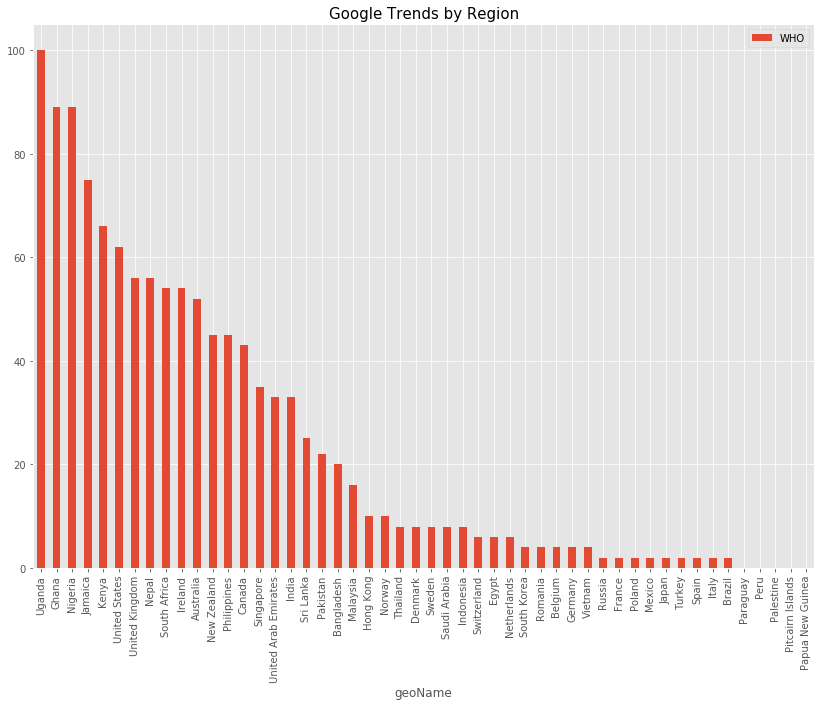 Google Trends by Region
WHO
100
80
60
40
20
0
Uganda
Ghana
Nigeria
Jamaica
Kenya
United States
United Kingdom
Nepal
South Africa
Ireland
Australia
New Zealand
Philippines
Canada
Singapore
United Arab Emirates
India
Sri Lanka
Pakistan
Bangladesh
Malaysia
Hong Kong
Norway
Thailand
Denmark
Sweden
Saudi Arabia
Indonesia
Switzerland
Egypt
Netherlands
South Korea
Romania
Belgium
Germany
Vietnam
Russia
France
Poland
Mexico
Japan
Turkey
Spain
Italy
Brazil
Paraguay
Peru
Palestine
Pitcairn Islands
Papua New Guinea
geoName